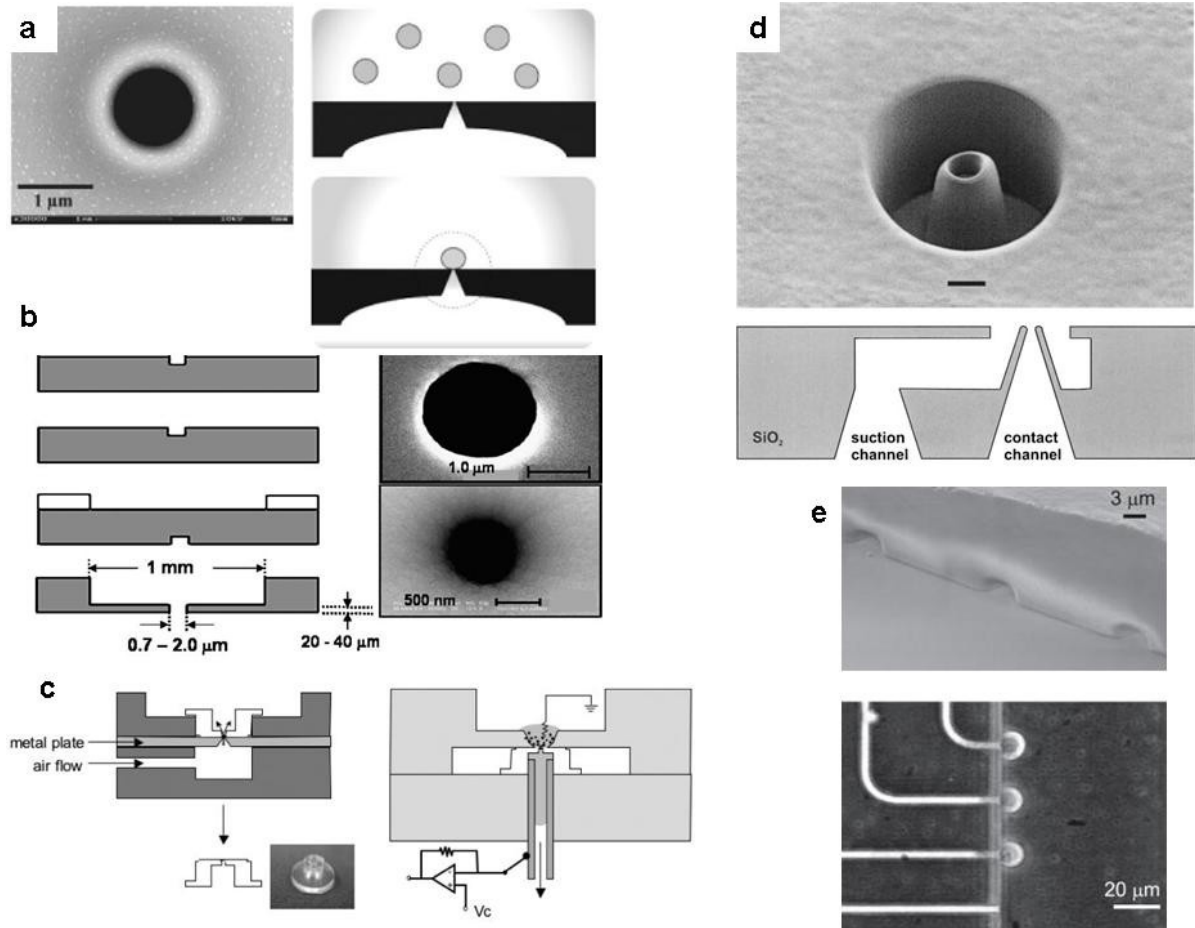 a
1 μm
b
1.0 μm
500 nm
1 mm
0.7 – 2.0 μm
20 - 40 μm
c
metal plate
air flow
Vc
d
SiO₂
suction
channel
contact
channel
e
3 μm
20 μm